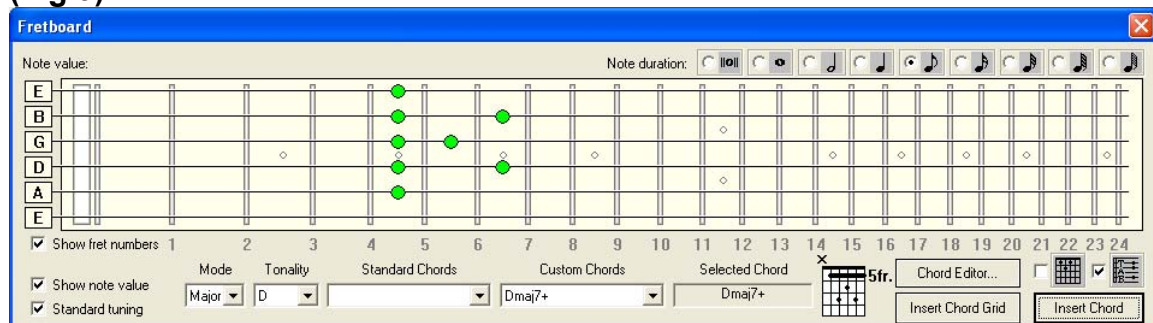 Fretboard
Note value: Note duration:
E
B
G
D
A
E
Show fret numbers 1 2 3 4 5 6 7 8 9 10 11 12 13 14 15 16 17 18 19 20 21 22 23 24
Mode Tonality Standard Chords Custom Chords Selected Chord
Show note value
Major D Dmaj7+ Dmaj7+ X 5fr. Chord Editor...
Standard tuning
Insert Chord Grid Insert Chord